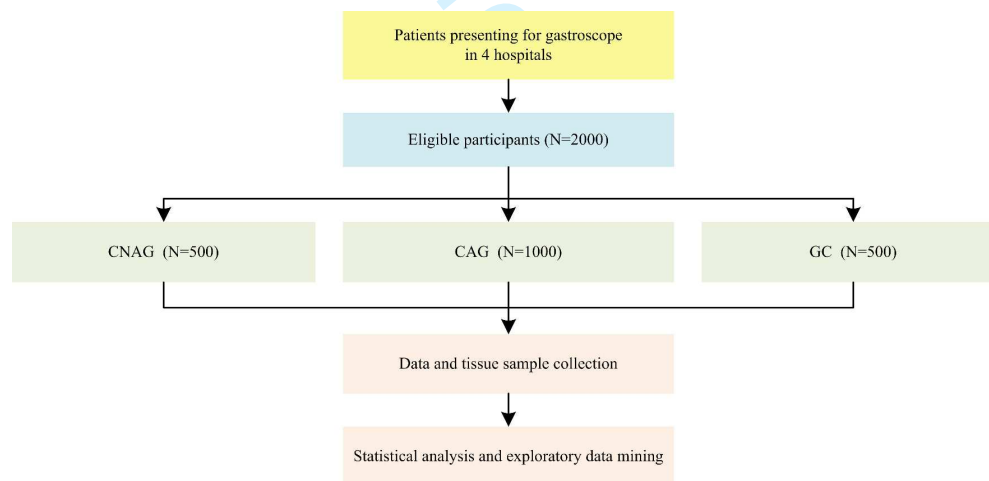 Patients presenting for gastroscope
in 4 hospitals
Eligible participants (N=2000)
CNAG (N=500)
CAG (N=1000)
GC (N=500)
Data and tissue sample collection
Statistical analysis and exploratory data mining